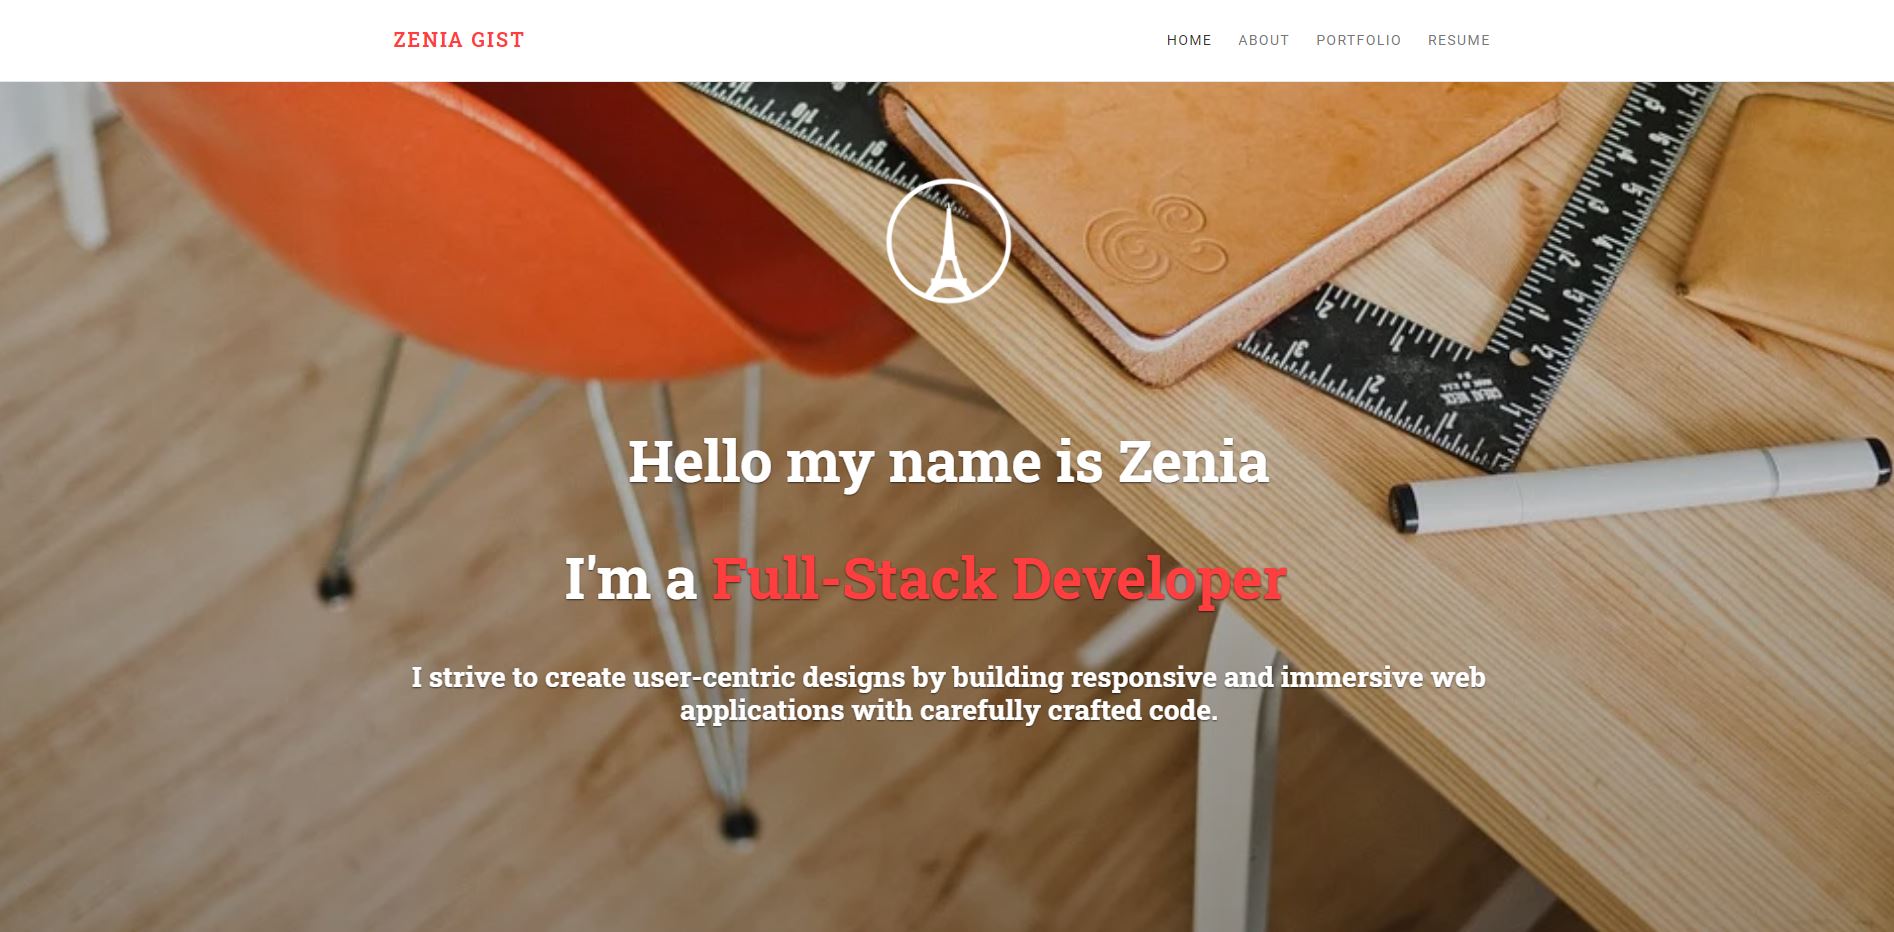 ZENIA GIST
HOME ABOUT PORTFOLIO RESUME
Hello my name is Zenia
I'm a Full-Stack Developer
I strive to create user-centric designs by building responsive and immersive web
applications with carefully crafted code.